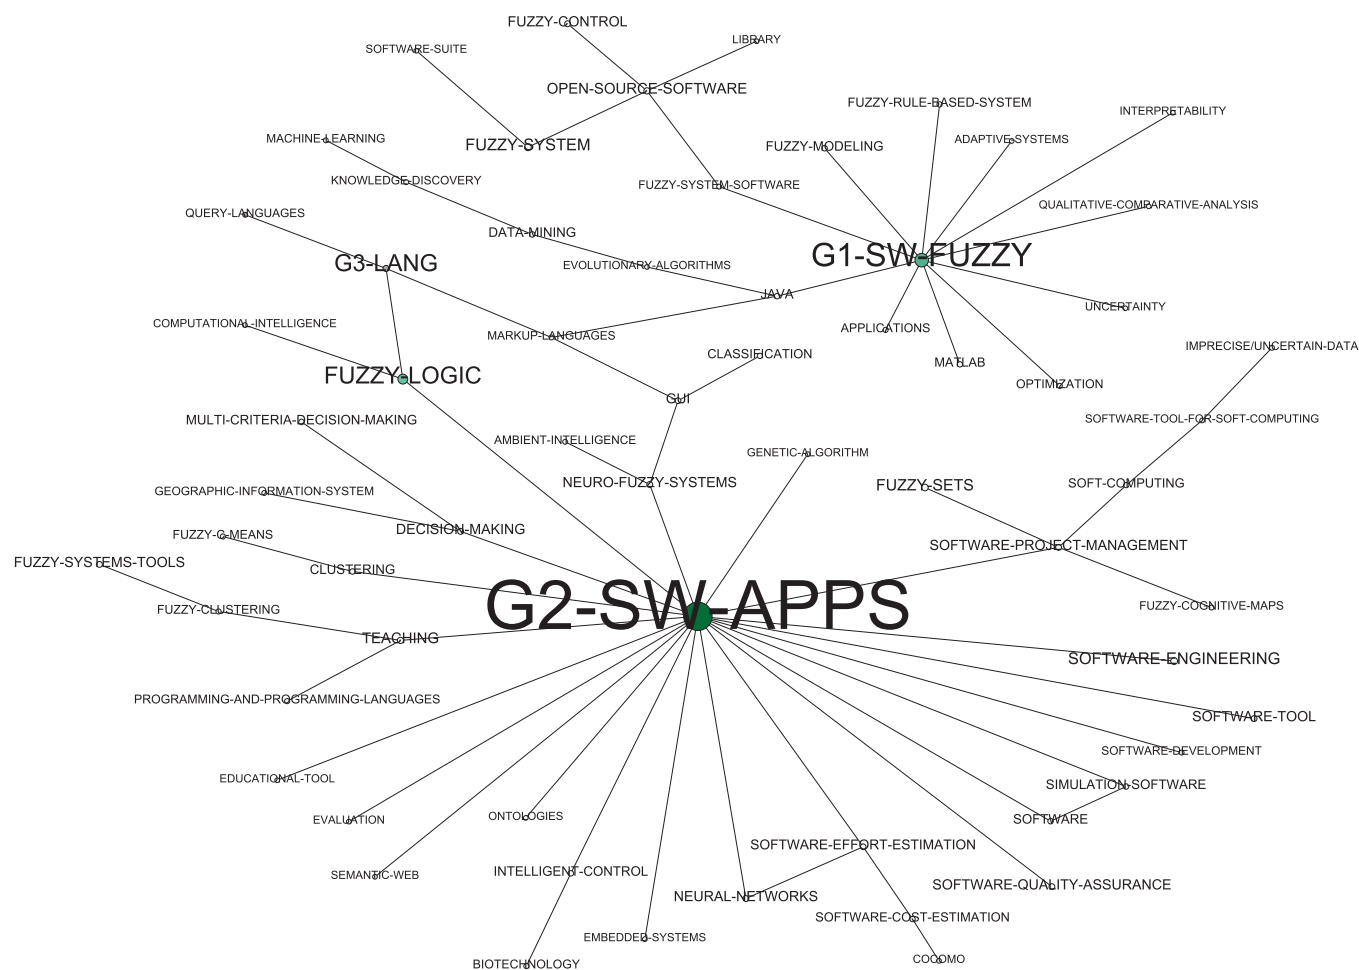 FUZZY-CONTROL
LIBRARY
SOFTWARE-SUITE
OPEN-SOURCE-SOFTWARE
FUZZY-RULE-BASED-SYSTEM
INTERPRETABILITY
MACHINE-LEARNING
FUZZY-SYSTEM
FUZZY-MODELING
ADAPTIVE-SYSTEMS
KNOWLEDGE-DISCOVERY
FUZZY-SYSTEM-SOFTWARE
QUERY-LANGUAGES
QUALITATIVE-COMPARATIVE-ANALYSIS
DATA-MINING
G3-LANG
EVOLUTIONARY-ALGORITHMS
G1-SW-FUZZY
JAVA
UNCERTAINTY
COMPUTATIONAL-INTELLIGENCE
MARKUP-LANGUAGES
APPLICATIONS
CLASSIFICATION
MATLAB
IMPRECISE/UNCERTAIN-DATA
FUZZY-LOGIC
OPTIMIZATION
GUI
MULTI-CRITERIA-DECISION-MAKING
SOFTWARE-TOOL-FOR-SOFT-COMPUTING
AMBIENT-INTELLIGENCE
GENETIC-ALGORITHM
GEOGRAPHIC-INFORMATION-SYSTEM
NEURO-FUZZY-SYSTEMS
FUZZY-SETS
SOFT-COMPUTING
FUZZY-C-MEANS
DECISION-MAKING
SOFTWARE-PROJECT-MANAGEMENT
FUZZY-SYSTEMS-TOOLS
CLUSTERING
FUZZY-CLUSTERING
G2-SW-APPS
FUZZY-COGNITIVE-MAPS
TEACHING
SOFTWARE-ENGINEERING
PROGRAMMING-AND-PROGRAMMING-LANGUAGES
SOFTWARE-TOOL
SOFTWARE-DEVELOPMENT
EDUCATIONAL-TOOL
SIMULATION-SOFTWARE
EVALUATION
ONTOLOGIES
SOFTWARE
SOFTWARE-EFFORT-ESTIMATION
SEMANTIC-WEB
INTELLIGENT-CONTROL
SOFTWARE-QUALITY-ASSURANCE
NEURAL-NETWORKS
SOFTWARE-COST-ESTIMATION
EMBEDDED-SYSTEMS
BIOTECHNOLOGY
COCOMO